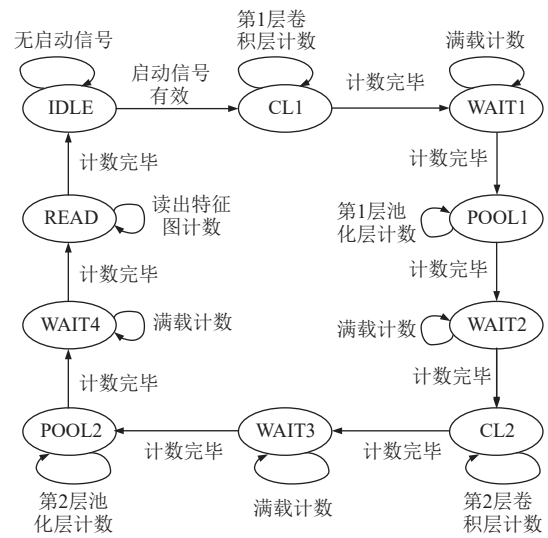 无启动信号
第1层卷
积层计数
满载计数
启动信号
有效
计数完毕
IDLE
CL1
WAIT1
计数完毕
计数完毕
READ
读出特征
图计数
第1层池
化层计数
POOL1
计数完毕
计数完毕
WAIT4
满载计数
满载计数
WAIT2
计数完毕
计数完毕
POOL2
WAIT3
CL2
计数完毕
计数完毕
第2层池
化层计数
满载计数
第2层卷
积层计数